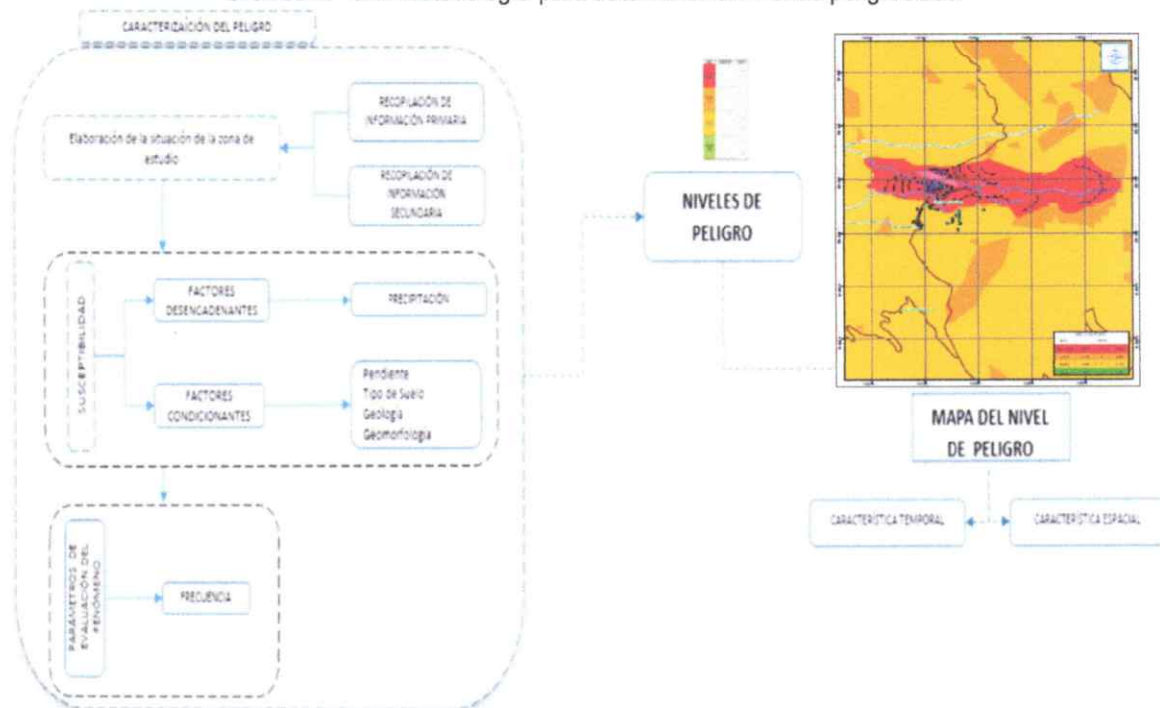 CARACTERIZAICIÓN DEL PELIGRO
Elaboración de la situación de la zona de
estudio
RECOPILACIÓN DE
INFORMACIÓN PRIMARIA
RECOPILACIÓN DE
INFORMACIÓN
SECUNDARIA
SUSCEPTIBILIDAD
FACTORES
DESENCADENANTES
PRECIPITACIÓN
FACTORES
CONDICIONANTES
Pendiente
Tipo de Suelo
Geología
Geomorfología
PARÁMETROS DE
EVALUACIÓN DEL
FENÓMENO
FRECUENCIA
NIVELES DE
PELIGRO
MAPA DEL NIVEL
DE PELIGRO
CARACTERÍSTICA TEMPORAL
CARACTERÍSTICA ESPACIAL